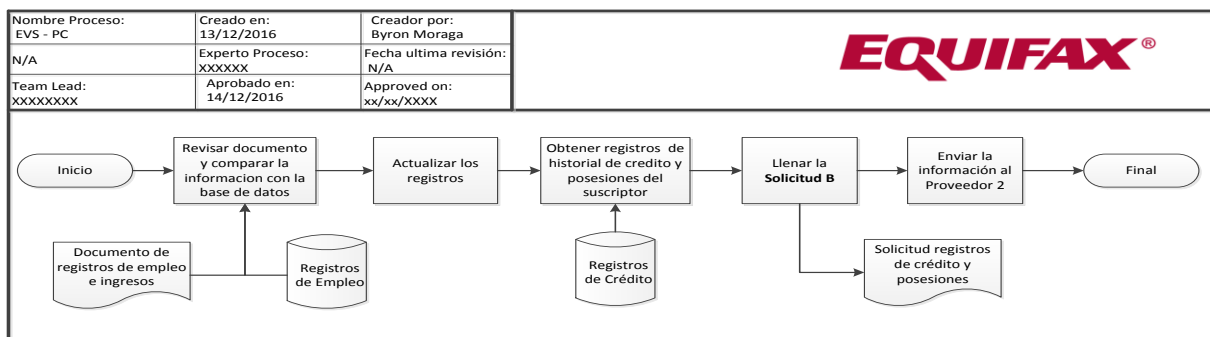 Nombre Proceso:
EVS - PC
Creado en:
13/12/2016
Creador por:
Byron Moraga
N/A
Experto Proceso:
XXXXXX
Fecha ultima revisión:
N/A
Team Lead:
XXXXXXXX
Aprobado en:
14/12/2016
Approved on:
xx/xx/XXXX
EQUIFAX®
Inicio
Revisar documento
y comparar la
informacion con la
base de datos
Actualizar los
registros
Obtener registros de
historial de credito y
posesiones del
suscriptor
Llenar la
Solicitud B
Enviar la
información al
Proveedor 2
Final
Documento de
registros de empleo
e ingresos
Registros
de Empleo
Registros
de Crédito
Solicitud registros
de crédito y
posesiones